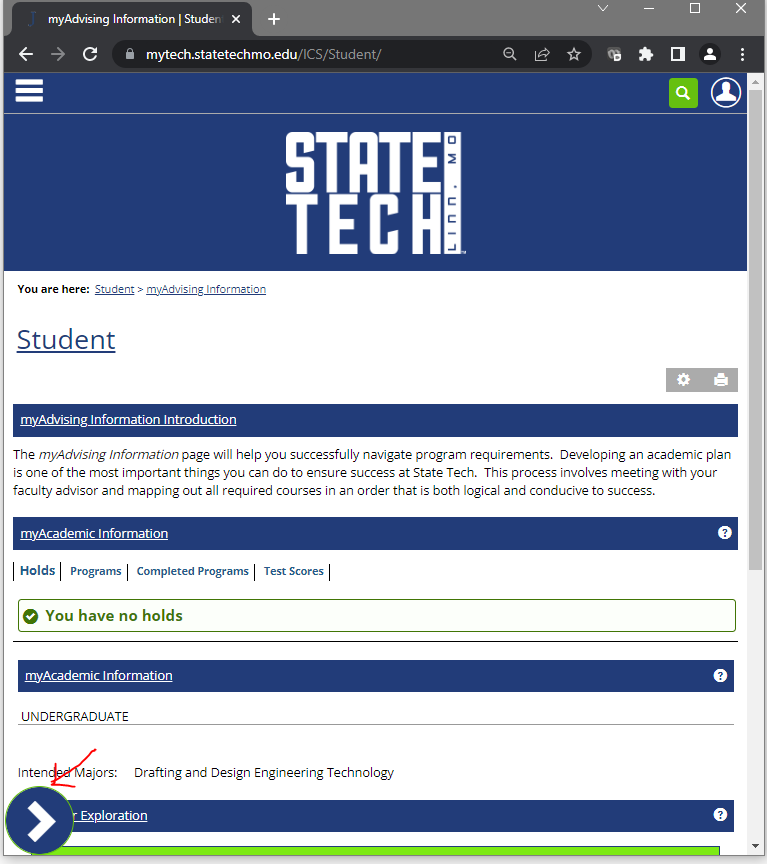 myAdvising Information | Studen
mytech.statetechmo.edu/ICS/Student/
STATE
TECH
LINN, MO
™
You are here: Student > myAdvising Information
Student
myAdvising Information Introduction
The myAdvising Information page will help you successfully navigate program requirements. Developing an academic plan
is one of the most important things you can do to ensure success at State Tech. This process involves meeting with your
faculty advisor and mapping out all required courses in an order that is both logical and conducive to success.
myAcademic Information
Holds Programs Completed Programs Test Scores
You have no holds
myAcademic Information
UNDERGRADUATE
Intended Majors: Drafting and Design Engineering Technology
r Exploration